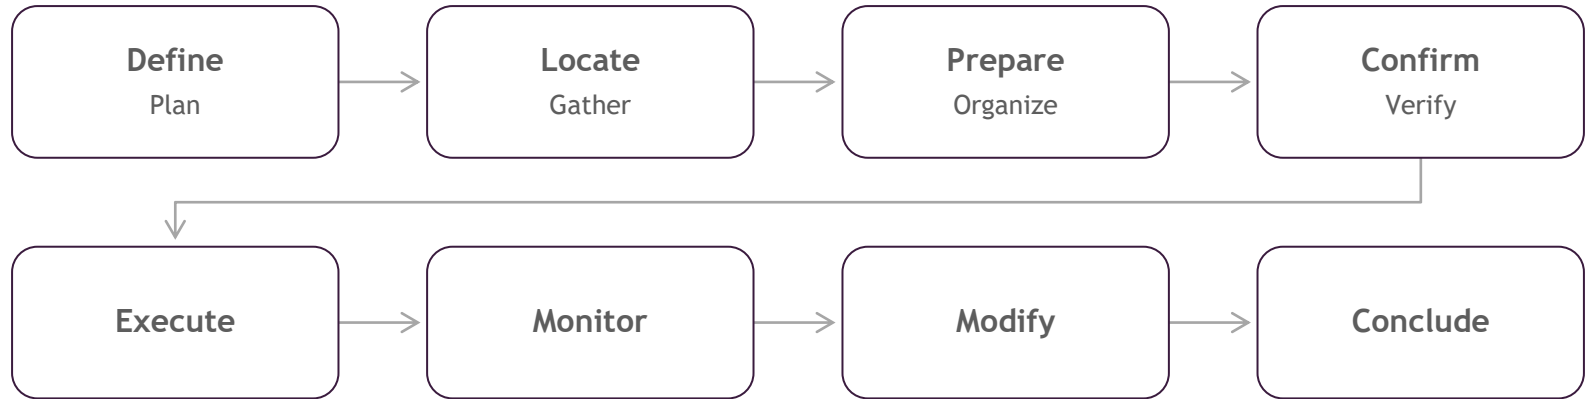 Define
Plan
Locate
Gather
Prepare
Organize
Confirm
Verify
Execute
Monitor
Modify
Conclude